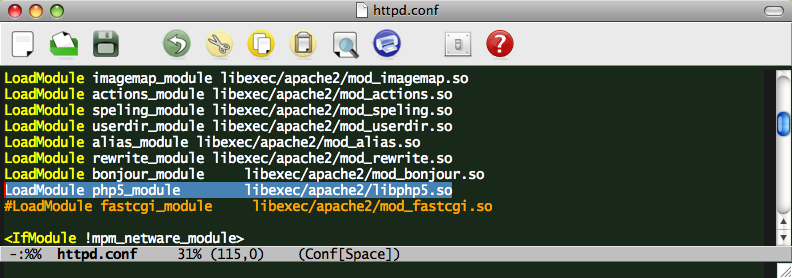 httpd.conf
LoadModule imagemap_module libexec/apache2/mod_imagemap.so
LoadModule actions_module libexec/apache2/mod_actions.so
LoadModule speling_module libexec/apache2/mod_speling.so
LoadModule userdir_module libexec/apache2/mod_userdir.so
LoadModule alias_module libexec/apache2/mod_alias.so
LoadModule rewrite_module libexec/apache2/mod_rewrite.so
LoadModule bonjour_module     libexec/apache2/mod_bonjour.so
LoadModule php5_module        libexec/apache2/libphp5.so
#LoadModule fastcgi_module     libexec/apache2/mod_fastcgi.so
<IfModule !mpm_netware_module>
-:%%  httpd.conf     31% (115,0)    (Conf[Space])